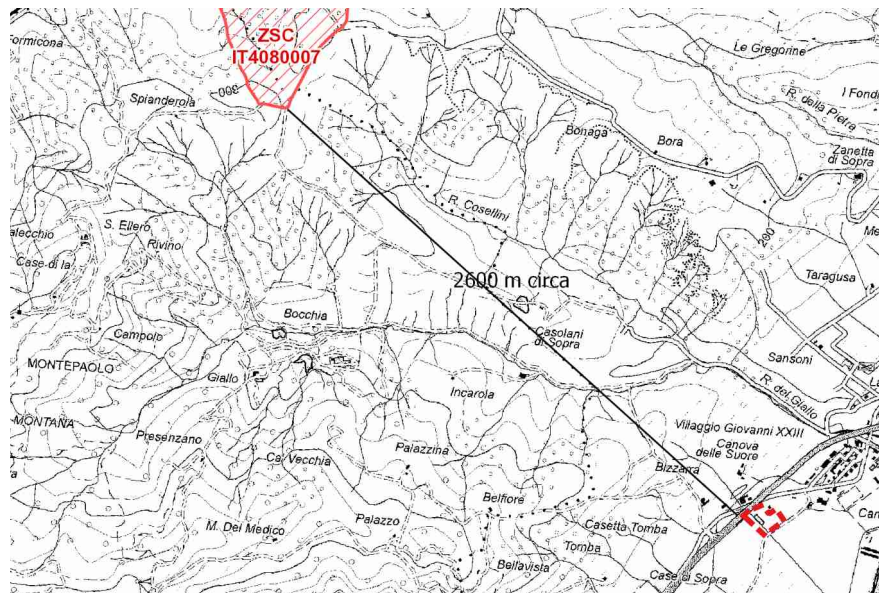 ZSC
IT4080007
Formicona
Le Gregorine
300
Spianderola
R. della Pietra
I Fondi
Bonaga
Bora
Zanetta
di Sopra
R. Cosellini
S. Ellero
Rivino
290
Case di la
Taragusa
2600 m circa
Bocchia
Campolo
Casolani
di Sopra
Sansoni
MONTEPAOLO
Giallo
R. del Giallo
Incarola
MONTANA
Presenzano
Villaggio Giovanni XXIII
Canova
delle Suore
Palazzina
Ca. Vecchia
Bizzarra
Belfiore
M. Del Medico
Palazzo
Casetta Tomba
Tomba
Bellavista
Case di Sopra